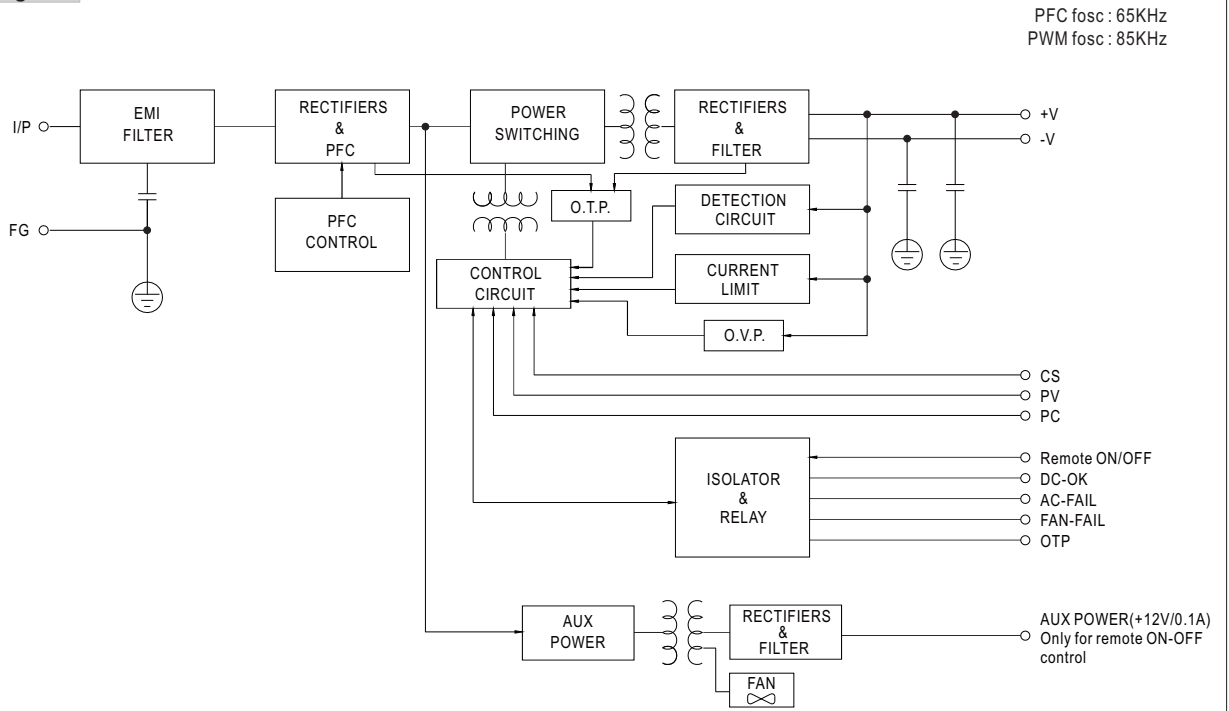 PFC fosc : 65KHz
PWM fosc : 85KHz
I/P
EMI
FILTER
RECTIFIERS
&
PFC
POWER
SWITCHING
RECTIFIERS
&
FILTER
+V
-V
FG
PFC
CONTROL
O.T.P.
DETECTION
CIRCUIT
CONTROL
CIRCUIT
CURRENT
LIMIT
O.V.P.
CS
PV
PC
ISOLATOR
&
RELAY
Remote ON/OFF
DC-OK
AC-FAIL
FAN-FAIL
OTP
AUX
POWER
RECTIFIERS
&
FILTER
AUX POWER(+12V/0.1A)
Only for remote ON-OFF
control
FAN